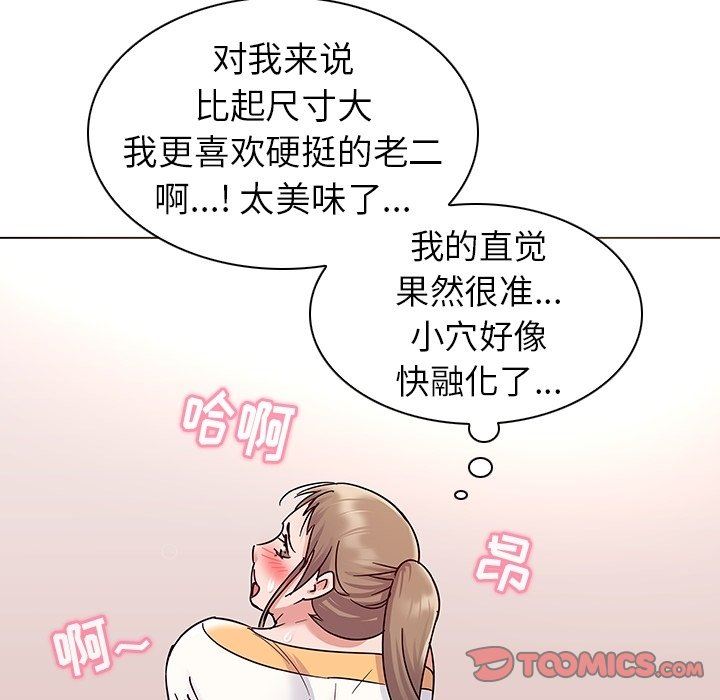 对我来说
比起尺寸大
我更喜欢硬挺的老二
啊...! 太美味了...
我的直觉
果然很准...
小穴好像
快融化了...
哈啊
昂
啊~
TOOMICS.COM